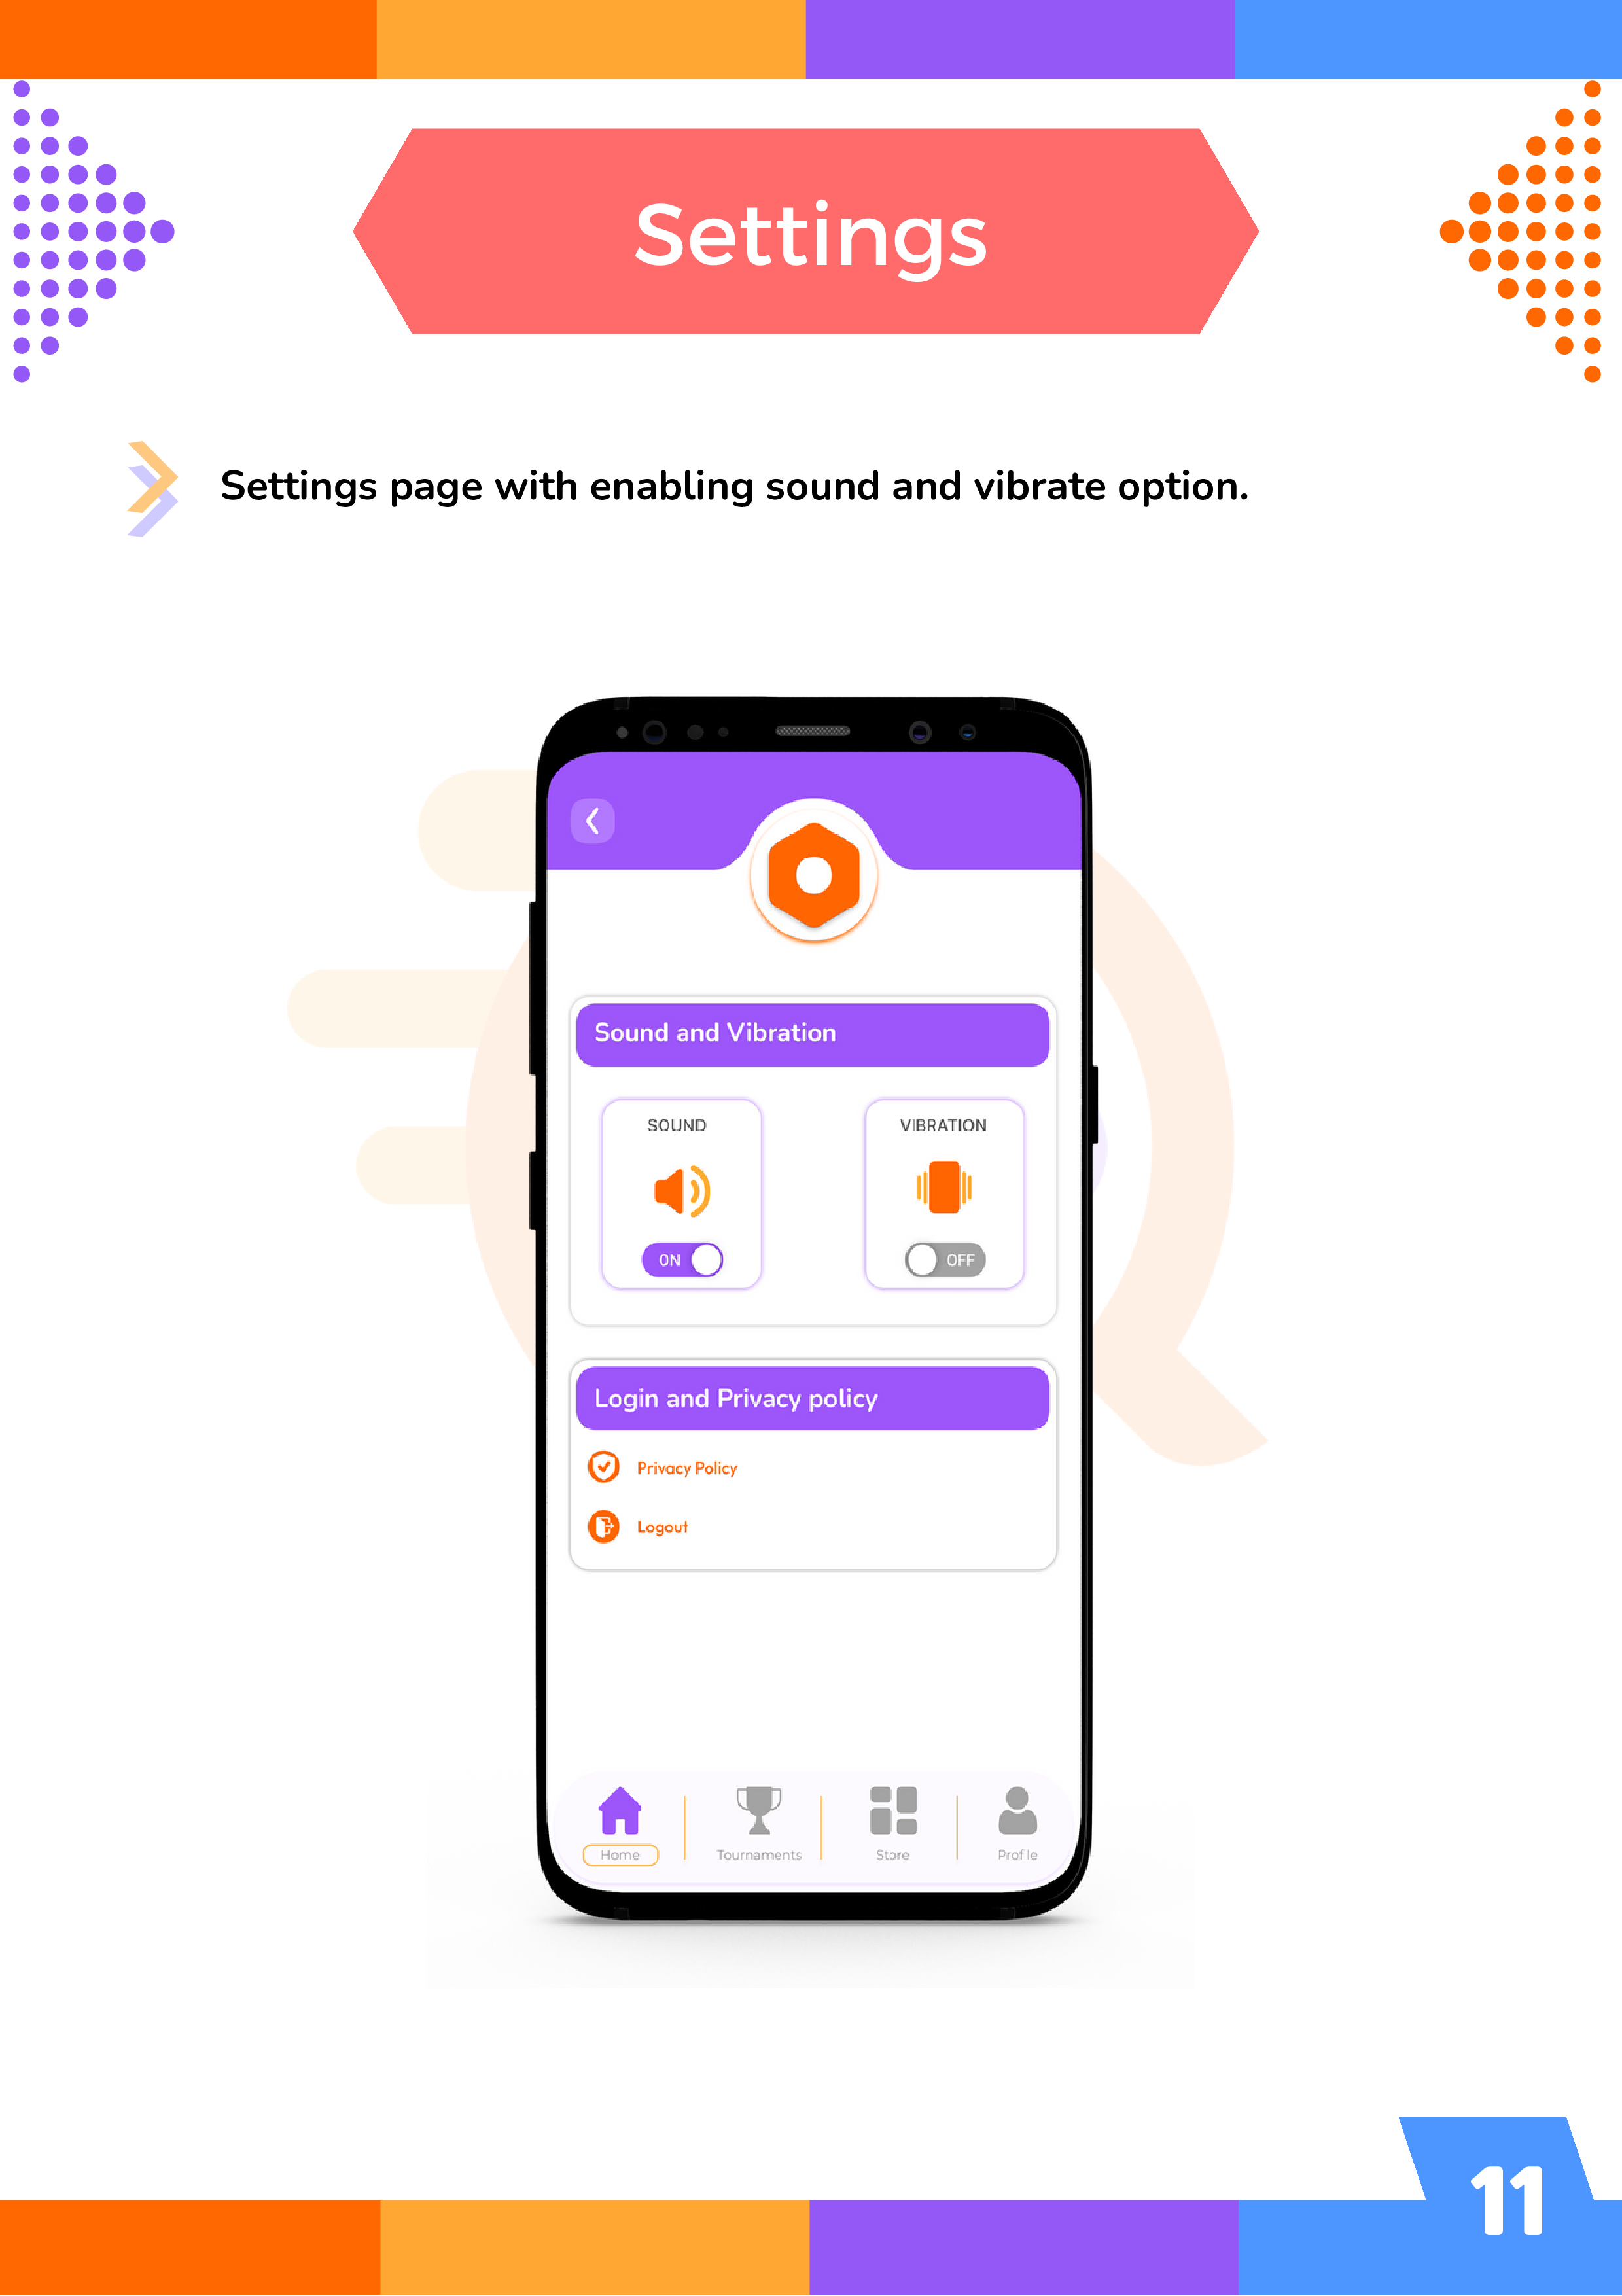 Settings
Settings page with enabling sound and vibrate option.
Sound and Vibration
SOUND
VIBRATION
ON
OFF
Login and Privacy policy
Privacy Policy
Logout
Home
Tournaments
Store
Profile
11